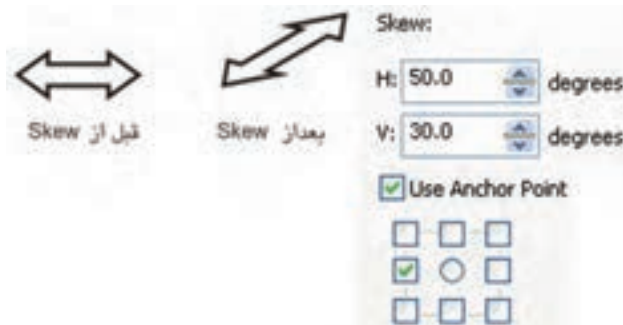 Skew:
H: 50.0 degrees
V: 30.0 degrees
Use Anchor Point
قبل از Skew
بعداز Skew